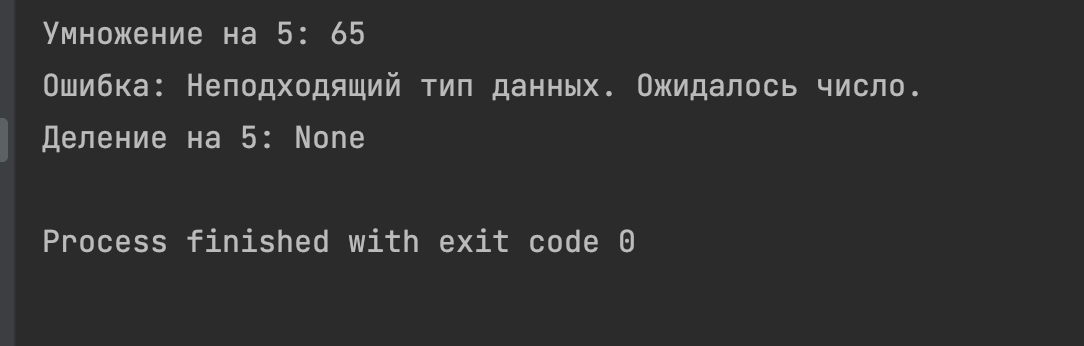 Умножение на 5: 65
Ошибка: Неподходящий тип данных. Ожидалось число.
Деление на 5: None
Process finished with exit code 0